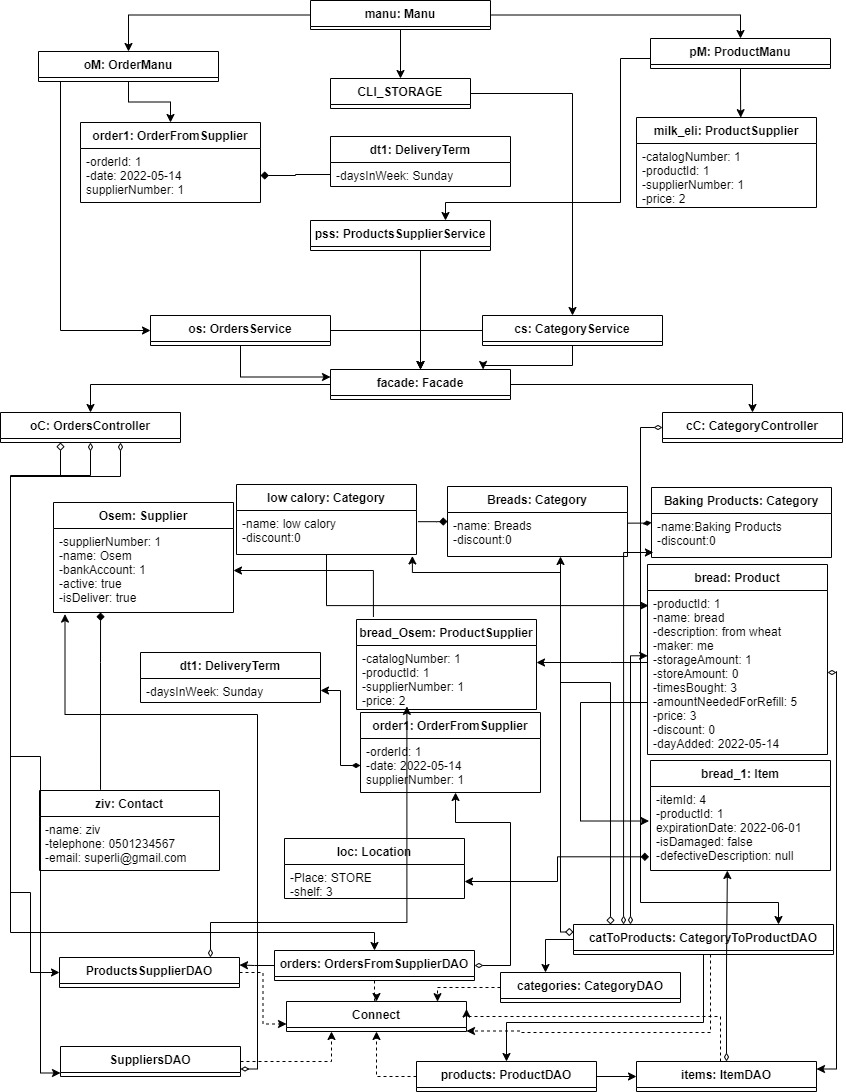 manu: Manu
oM: OrderManu
pM: ProductManu
CLI_STORAGE
order1: OrderFromSupplier
-orderId: 1
-date: 2022-05-14
supplierNumber: 1
dt1: DeliveryTerm
-daysInWeek: Sunday
milk_eli: ProductSupplier
-catalogNumber: 1
-productId: 1
-supplierNumber: 1
-price: 2
pss: ProductsSupplierService
os: OrdersService
cs: CategoryService
facade: Facade
oC: OrdersController
cC: CategoryController
Osem: Supplier
-supplierNumber: 1
-name: Osem
-bankAccount: 1
-active: true
-isDeliver: true
low calory: Category
-name: low calory
-discount:0
Breads: Category
-name: Breads
-discount:0
Baking Products: Category
-name:Baking Products
-discount:0
bread: Product
-productId: 1
-name: bread
-description: from wheat
-maker: me
-storageAmount: 1
-storeAmount: 0
-timesBought: 3
-amountNeededForRefill: 5
-price: 3
-discount: 0
-dayAdded: 2022-05-14
bread_Osem: ProductSupplier
-catalogNumber: 1
-productId: 1
-supplierNumber: 1
-price: 2
dt1: DeliveryTerm
-daysInWeek: Sunday
order1: OrderFromSupplier
-orderId: 1
-date: 2022-05-14
supplierNumber: 1
bread_1: Item
-itemId: 4
-productId: 1
expirationDate: 2022-06-01
-isDamaged: false
-defectiveDescription: null
ziv: Contact
-name: ziv
-telephone: 0501234567
-email: superli@gmail.com
loc: Location
-Place: STORE
-shelf: 3
catToProducts: CategoryToProductDAO
ProductsSupplierDAO
orders: OrdersFromSupplierDAO
categories: CategoryDAO
Connect
SuppliersDAO
products: ProductDAO
items: ItemDAO